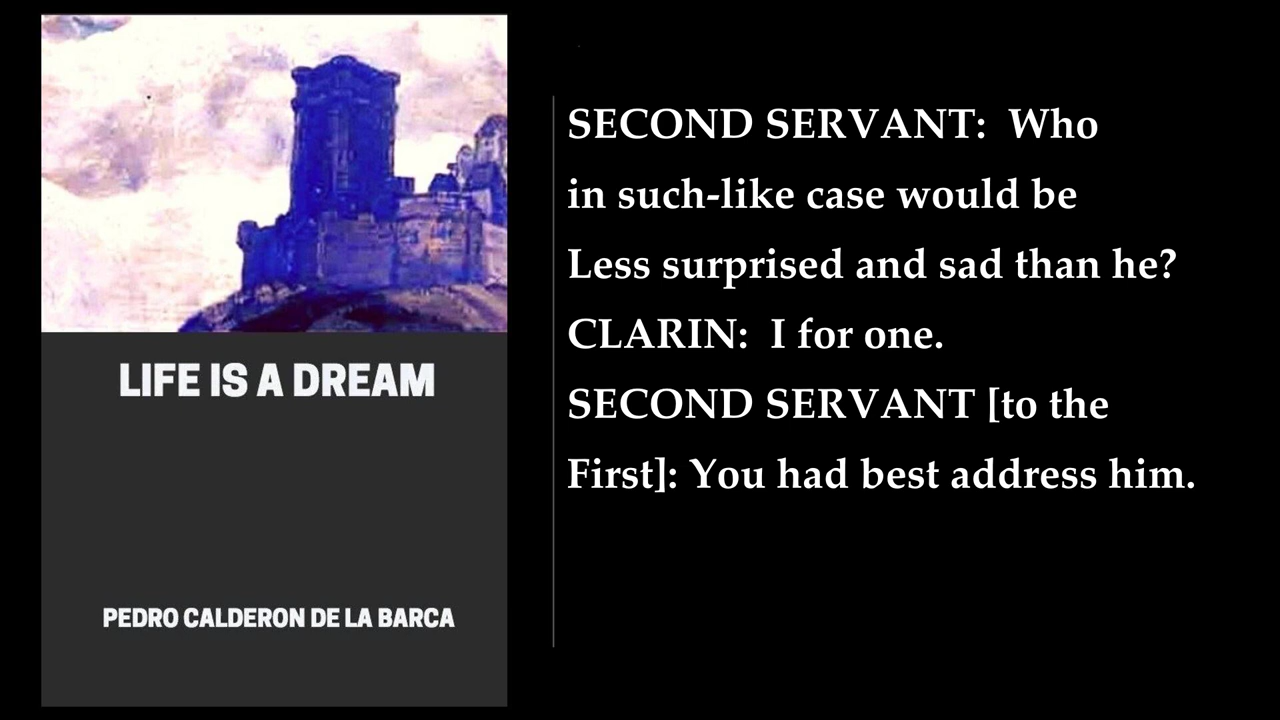 LIFE IS A DREAM
PEDRO CALDERON DE LA BARCA
SECOND SERVANT:  Who
in such-like case would be
Less surprised and sad than he?
CLARIN:  I for one.
SECOND SERVANT [to the
First]: You had best address him.